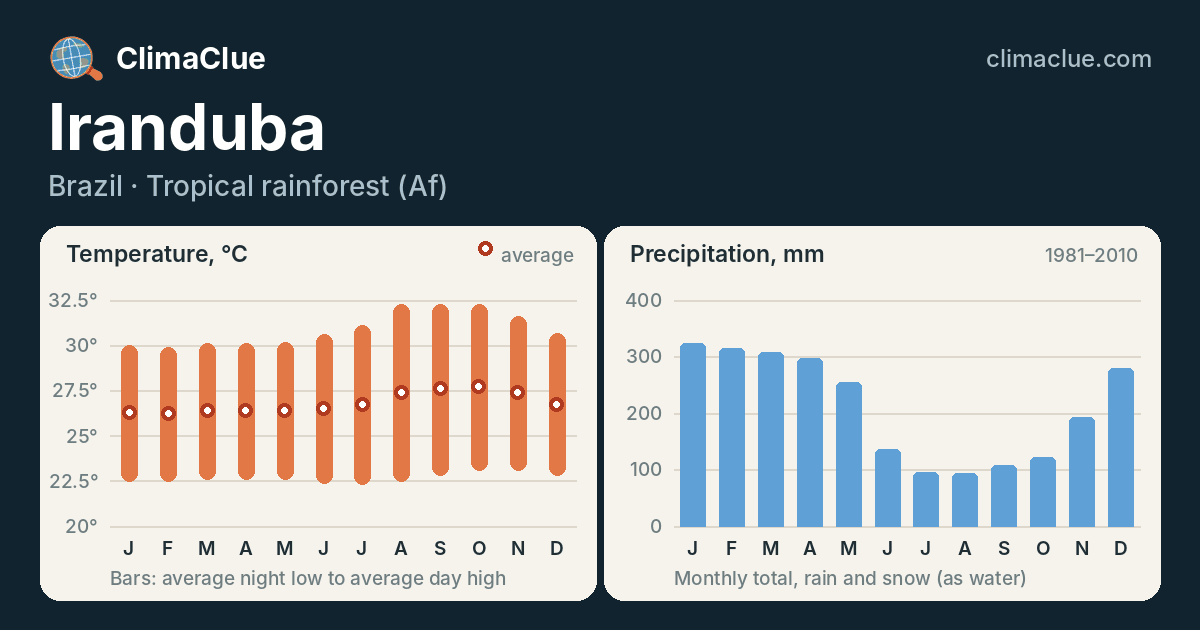 ClimaClue
climaclue.com
Iranduba
Brazil · Tropical rainforest (Af)
Temperature, °C
average
32.5°
30°
27.5°
25°
22.5°
20°
J F M A M J J A S O N D
Bars: average night low to average day high
Precipitation, mm
1981–2010
400
300
200
100
0
J F M A M J J A S O N D
Monthly total, rain and snow (as water)